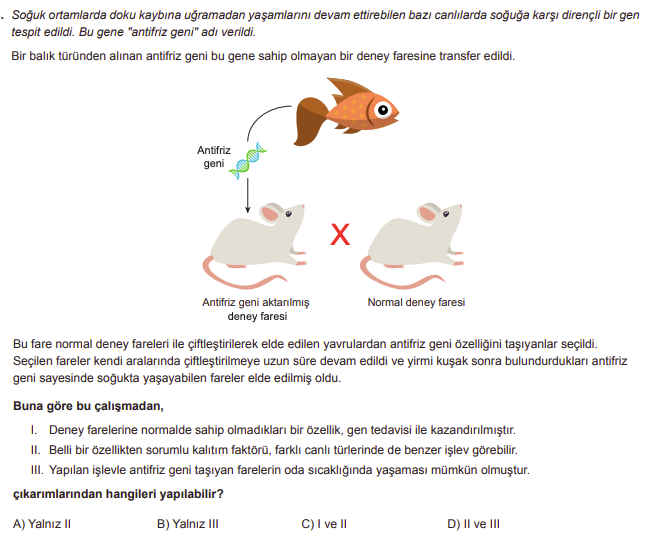 . Soğuk ortamlarda doku kaybına uğramadan yaşamlarını devam ettirebilen bazı canlılarda soğuğa karşı dirençli bir gen
tespit edildi. Bu gene "antifriz geni" adı verildi.
Bir balık türünden alınan antifriz geni bu gene sahip olmayan bir deney faresine transfer edildi.
Antifriz
geni
X
Antifriz geni aktarılmış
deney faresi
Normal deney faresi
Bu fare normal deney fareleri ile çiftleştirilerek elde edilen yavrulardan antifriz geni özelliğini taşıyanlar seçildi.
Seçilen fareler kendi aralarında çiftleştirilmeye uzun süre devam edildi ve yirmi kuşak sonra bulundurdukları antifriz
geni sayesinde soğukta yaşayabilen fareler elde edilmiş oldu.
Buna göre bu çalışmadan,
I. Deney farelerine normalde sahip olmadıkları bir özellik, gen tedavisi ile kazandırılmıştır.
II. Belli bir özellikten sorumlu kalıtım faktörü, farklı canlı türlerinde de benzer işlev görebilir.
III. Yapılan işlevle antifriz geni taşıyan farelerin oda sıcaklığında yaşaması mümkün olmuştur.
çıkarımlarından hangileri yapılabilir?
A) Yalnız II B) Yalnız III C) I ve II D) II ve III